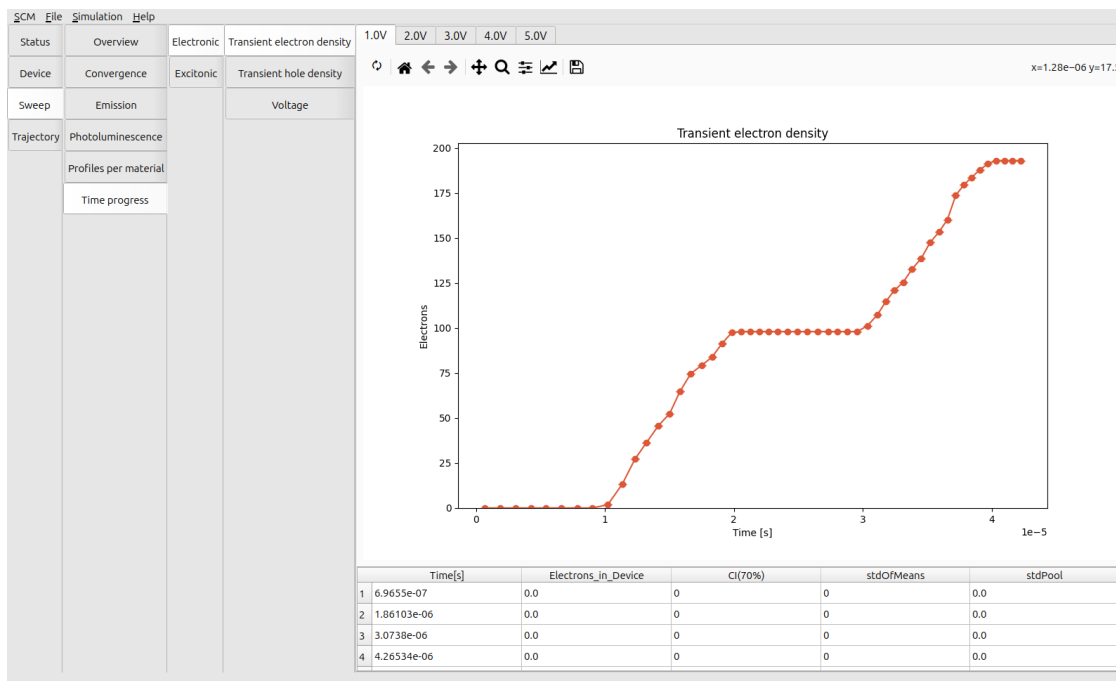 SCM File Simulation Help
Status Overview Electronic Transient electron density 1.0V 2.0V 3.0V 4.0V 5.0V
Device Convergence Excitonic Transient hole density
x=1.28e-06 y=17.
Sweep Emission Voltage
Trajectory Photoluminescence
Profiles per material
Time progress
Transient electron density
200
175
150
125
100
75
50
25
0
Electrons
0 1 2 3 4
Time [s]
1e−5
Time[s] Electrons_in_Device CI(70%) stdOfMeans stdPool
1 6.9655e-07 0.0 0 0 0.0
2 1.86103e-06 0.0 0 0 0.0
3 3.0738e-06 0.0 0 0 0.0
4 4.26534e-06 0.0 0 0 0.0